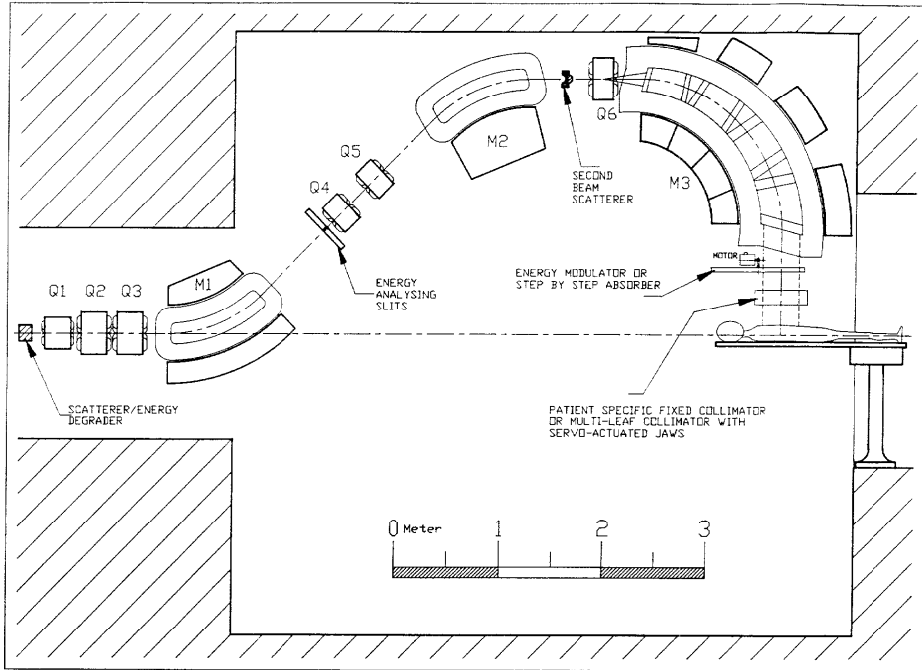 Q6
M2
SECOND
BEAM
SCATTERER
Q5
M3
Q4
MOTOR
ENERGY
ANALYSING
SLITS
ENERGY MODULATOR OR
STEP BY STEP ABSORBER
M1
Q1 Q2 Q3
SCATTERER/ENERGY
DEGRADER
PATIENT SPECIFIC FIXED COLLIMATOR
OR MULTI-LEAF COLLIMATOR WITH
SERVO-ACTUATED JAWS
0 Meter 1 2 3